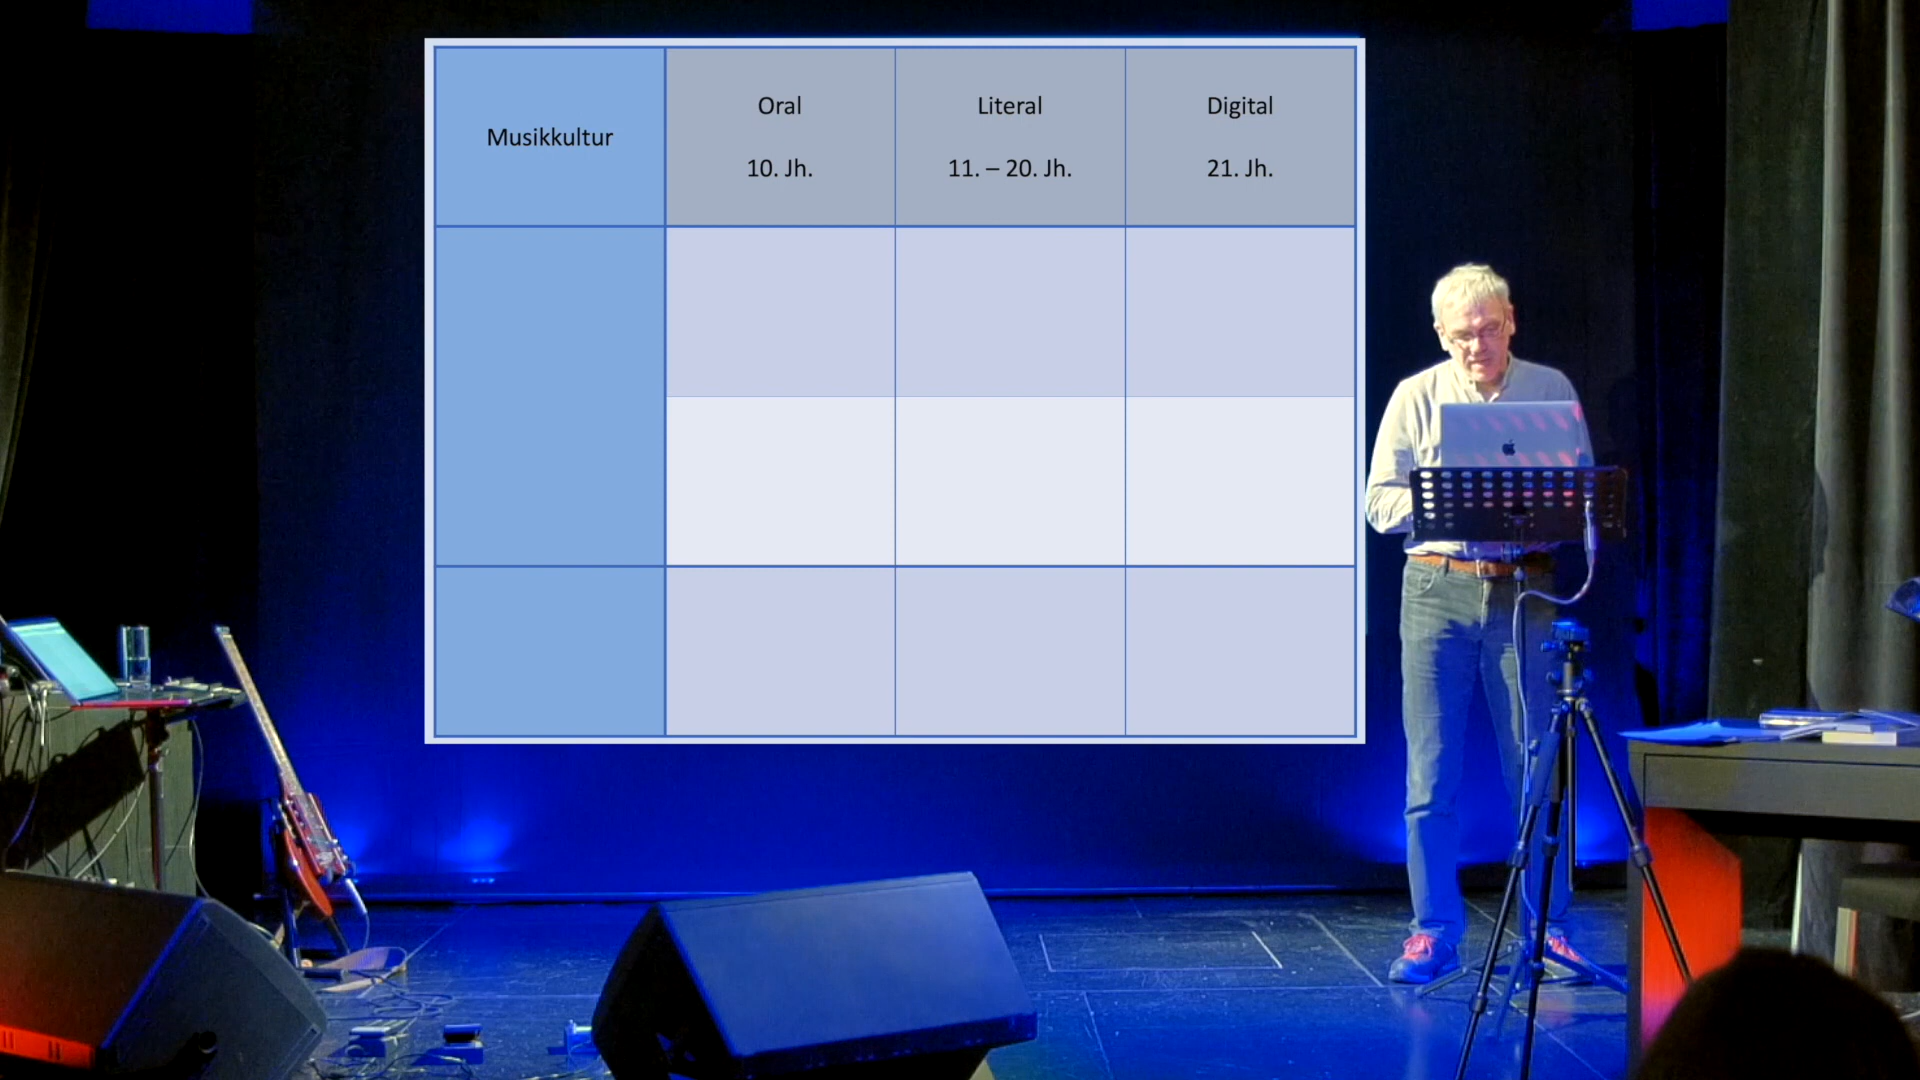 Musikkultur
Oral
10. Jh.
Literal
11. – 20. Jh.
Digital
21. Jh.